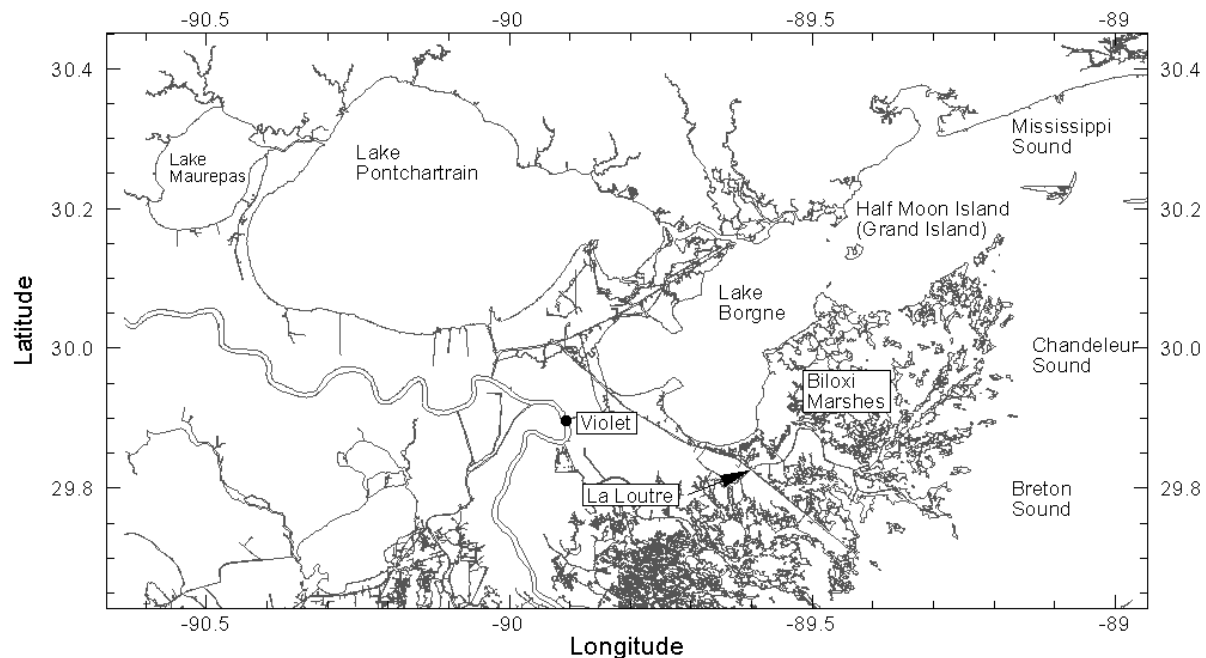 -90.5 -90 -89.5 -89
30.4 30.4
Mississippi
Sound
Lake
Maurepas
Lake
Pontchartrain
30.2 30.2
Half Moon Island
(Grand Island)
Lake
Borgne
Latitude
30.0 30.0
Chandeleur
Sound
Biloxi
Marshes
Violet
29.8 29.8
La Loutre
Breton
Sound
-90.5 -90 -89.5 -89
Longitude